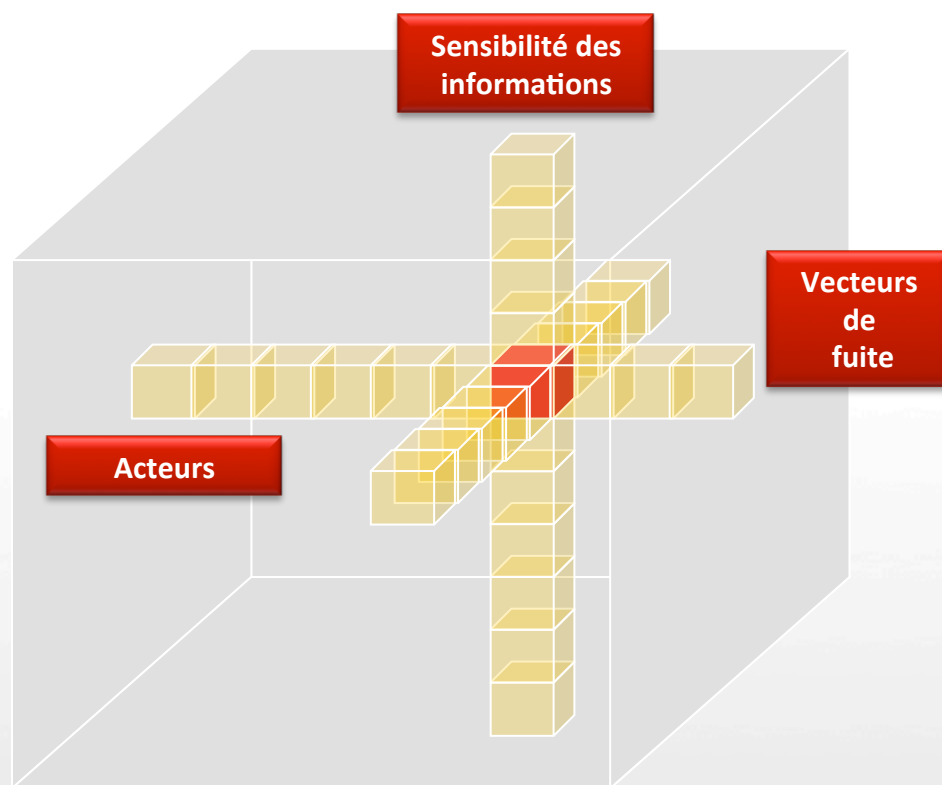 Sensibilité des
informations
Vecteurs
de
fuite
Acteurs